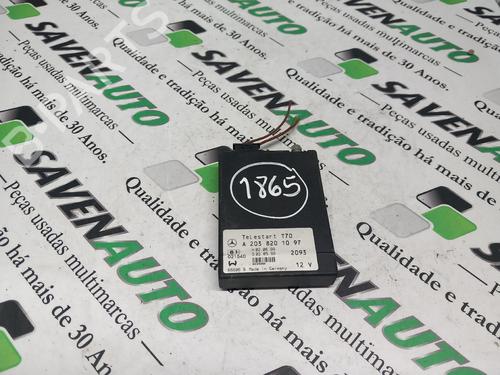 1865
Telestart T70
A 203 820 10 97
2093
12 V
Made in Germany
SAVENAUTO
Peças usadas multimarcas
Qualidade e tradição há mais de 30 Anos.